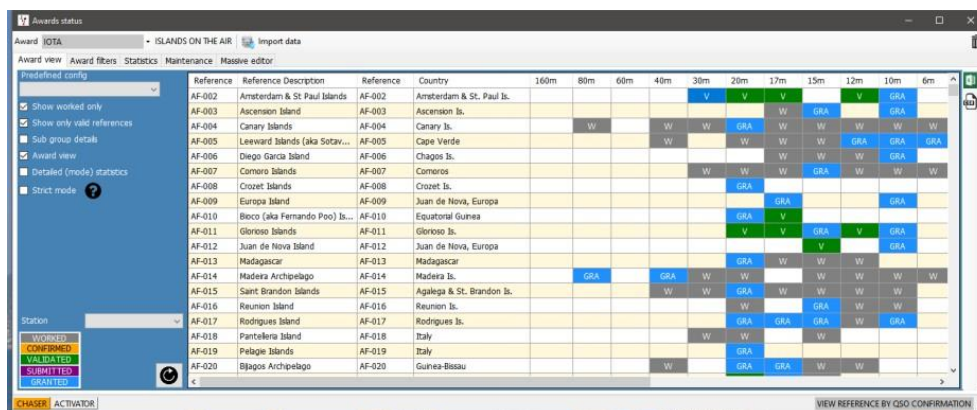 Awards status
Award IOTA - ISLANDS ON THE AIR Import data
Award view Award filters Statistics Maintenance Massive editor
Predefined config
Show worked only
Show only valid references
Sub group details
Award view
Detailed (mode) statistics
Strict mode ?
Station
WORKED
CONFIRMED
VALIDATED
SUBMITTED
GRANTED
Reference Reference Description Reference Country 160m 80m 60m 40m 30m 20m 17m 15m 12m 10m 6m
AF-002 Amsterdam & St Paul Islands AF-002 Amsterdam & St. Paul Is. V V V V GRA
AF-003 Ascension Island AF-003 Ascension Is. W GRA GRA
AF-004 Canary Islands AF-004 Canary Is. W W W GRA W W W W W
AF-005 Leeward Islands (aka Sotav... AF-005 Cape Verde W W W W GRA GRA GRA
AF-006 Diego Garcia Island AF-006 Chagos Is. W W W GRA
AF-007 Comoro Islands AF-007 Comoros W W W GRA W W W
AF-008 Crozet Islands AF-008 Crozet Is. GRA
AF-009 Europa Island AF-009 Juan de Nova, Europa GRA GRA
AF-010 Bioco (aka Fernando Poo) Is... AF-010 Equatorial Guinea GRA V
AF-011 Glorioso Islands AF-011 Glorioso Is. V V GRA V GRA
AF-012 Juan de Nova Island AF-012 Juan de Nova, Europa V GRA
AF-013 Madagascar AF-013 Madagascar GRA W W W
AF-014 Madeira Archipelago AF-014 Madeira Is. GRA GRA W W W W W W
AF-015 Saint Brandon Islands AF-015 Agalega & St. Brandon Is. W W GRA W W W W
AF-016 Reunion Island AF-016 Reunion Is. W GRA W W
AF-017 Rodrigues Island AF-017 Rodrigues Is. GRA GRA GRA W GRA
AF-018 Pantelleria Island AF-018 Italy W W W
AF-019 Pelagie Islands AF-019 Italy GRA
AF-020 Bijagos Archipelago AF-020 Guinea-Bissau W GRA GRA W W
CHASER ACTIVATOR VIEW REFERENCE BY QSO CONFIRMATION